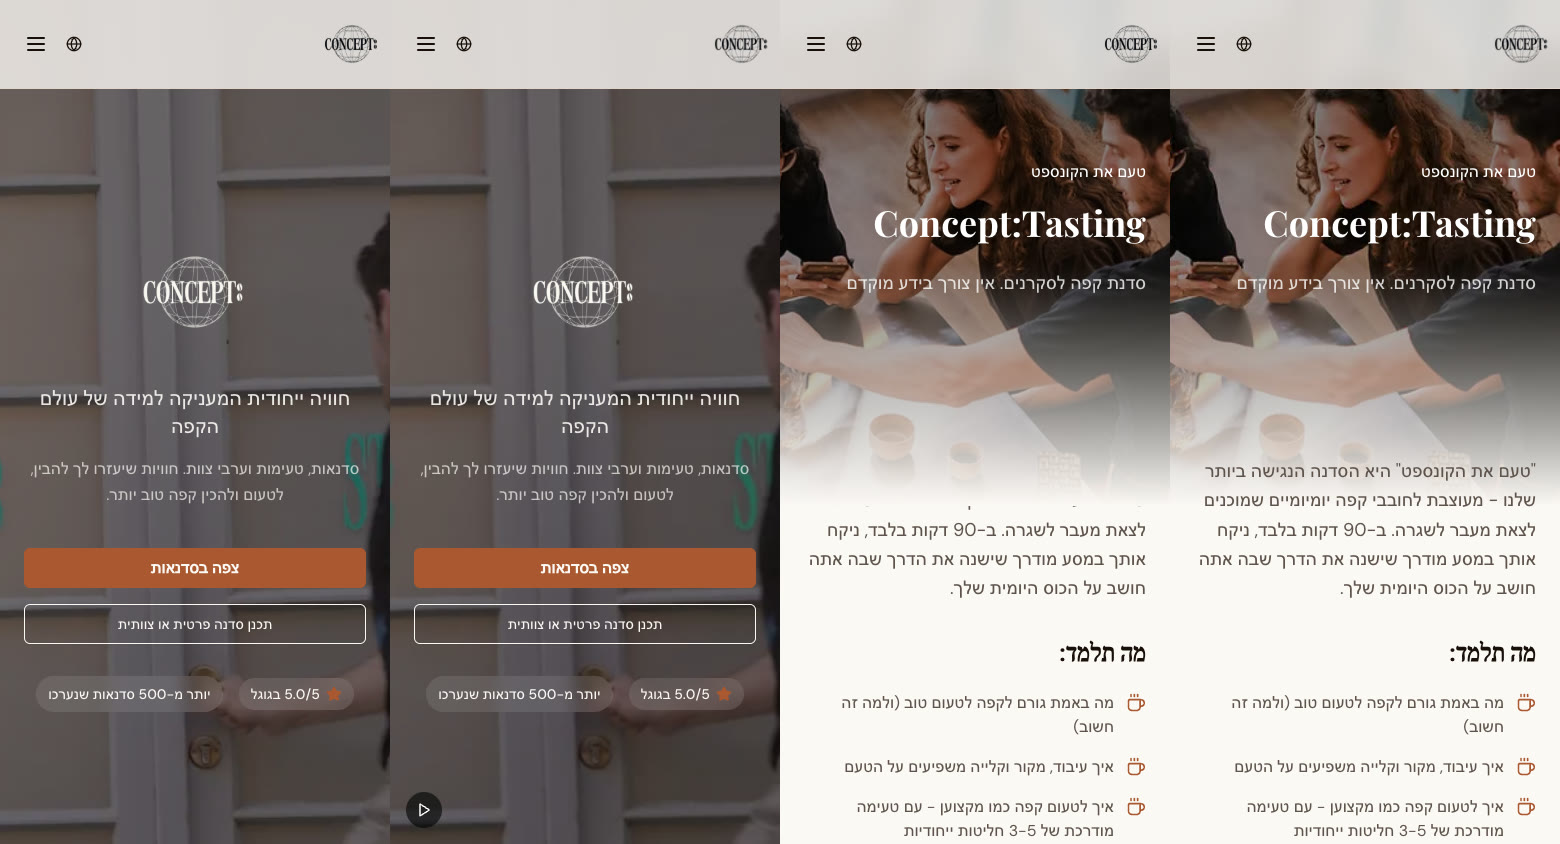 CONCEPT:
CONCEPT:
חוויה ייחודית המעניקה למידה של עולם
הקפה
סדנאות, טעימות וערבי צוות. חוויות שיעזרו לך להבין,
לטעום ולהכין קפה טוב יותר.
ST
צפה בסדנאות
תכנן סדנה פרטית או צוותית
5.0/5 בגוגל
יותר מ-500 סדנאות שנערכו
CONCEPT:
CONCEPT:
חוויה ייחודית המעניקה למידה של עולם
הקפה
סדנאות, טעימות וערבי צוות. חוויות שיעזרו לך להבין,
לטעום ולהכין קפה טוב יותר.
ST
צפה בסדנאות
תכנן סדנה פרטית או צוותית
5.0/5 בגוגל
יותר מ-500 סדנאות שנערכו
CONCEPT:
טעם את הקונספט
Concept:Tasting
סדנת קפה לסקרנים. אין צורך בידע מוקדם
לצאת מעבר לשגרה. ב-90 דקות בלבד, ניקח
אותך במסע מודרך שישנה את הדרך שבה אתה
חושב על הכוס היומית שלך.
מה תלמד:
מה באמת גורם לקפה לטעום טוב (ולמה זה
חשוב)
איך עיבוד, מקור וקלייה משפיעים על הטעם
איך לטעום קפה כמו מקצוען - עם טעימה
מודרכת של 3-5 חליטות ייחודיות
CONCEPT:
טעם את הקונספט
Concept:Tasting
סדנת קפה לסקרנים. אין צורך בידע מוקדם
"טעם את הקונספט" היא הסדנה הנגישה ביותר
שלנו - מעוצבת לחובבי קפה יומיומיים שמוכנים
לצאת מעבר לשגרה. ב-90 דקות בלבד, ניקח
אותך במסע מודרך שישנה את הדרך שבה אתה
חושב על הכוס היומית שלך.
מה תלמד:
מה באמת גורם לקפה לטעום טוב (ולמה זה
חשוב)
איך עיבוד, מקור וקלייה משפיעים על הטעם
איך לטעום קפה כמו מקצוען - עם טעימה
מודרכת של 3-5 חליטות ייחודיות